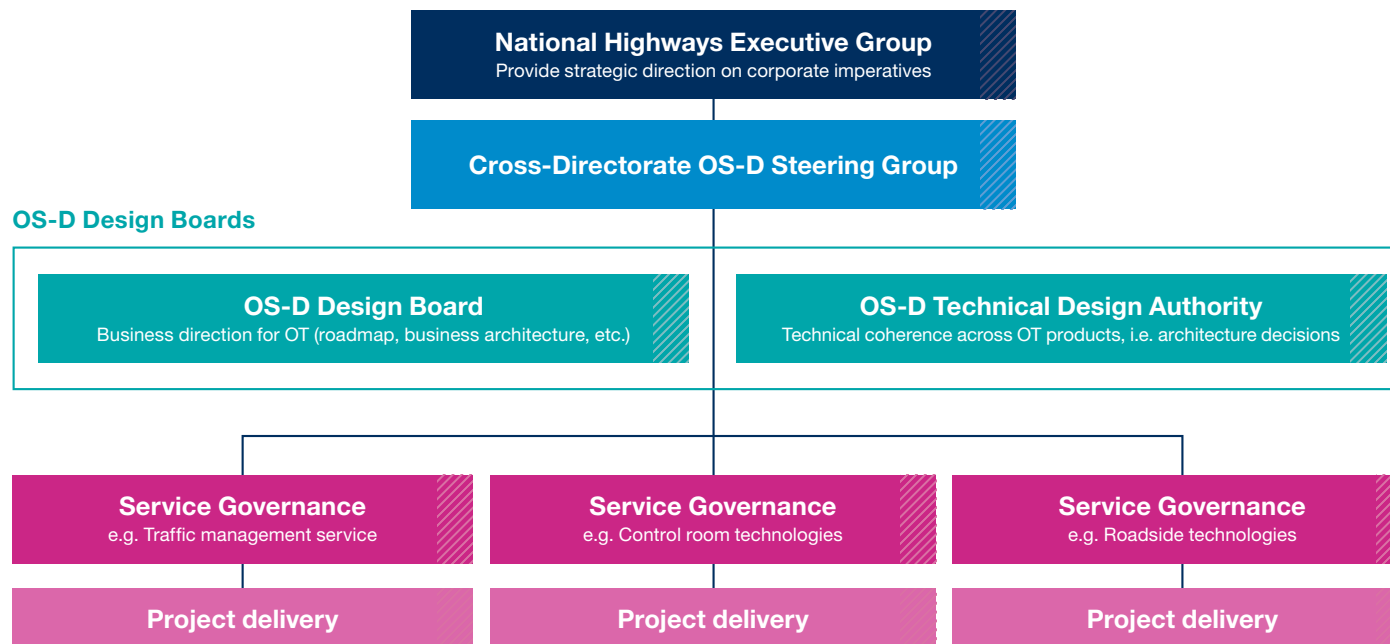 National Highways Executive Group
Provide strategic direction on corporate imperatives
Cross-Directorate OS-D Steering Group
OS-D Design Boards
OS-D Design Board
Business direction for OT (roadmap, business architecture, etc.)
OS-D Technical Design Authority
Technical coherence across OT products, i.e. architecture decisions
Service Governance
e.g. Traffic management service
Service Governance
e.g. Control room technologies
Service Governance
e.g. Roadside technologies
Project delivery
Project delivery
Project delivery